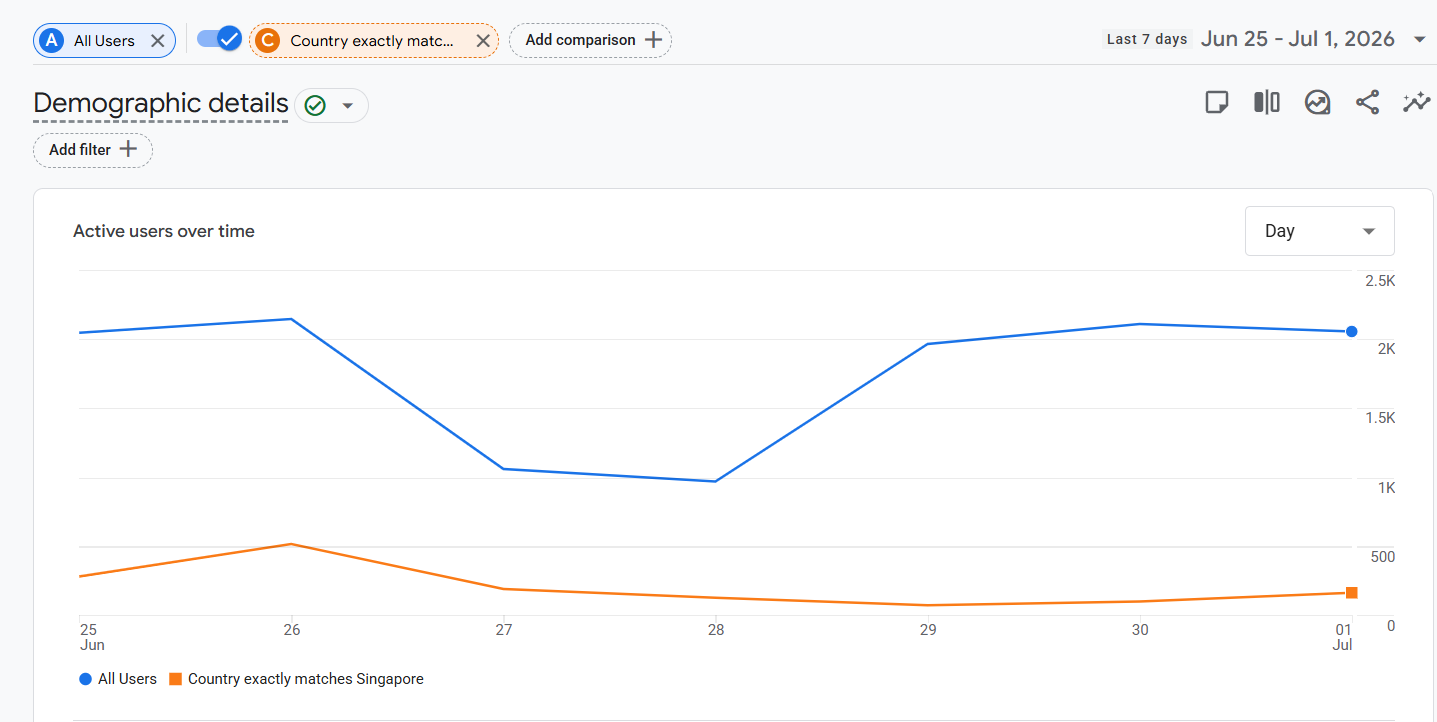 A All Users C Country exactly matc... Add comparison Last 7 days Jun 25 - Jul 1, 2026
Demographic details
Add filter
Active users over time Day
2.5K
2K
1.5K
1K
500
0
25 26 27 28 29 30 01
Jun Jul
All Users Country exactly matches Singapore